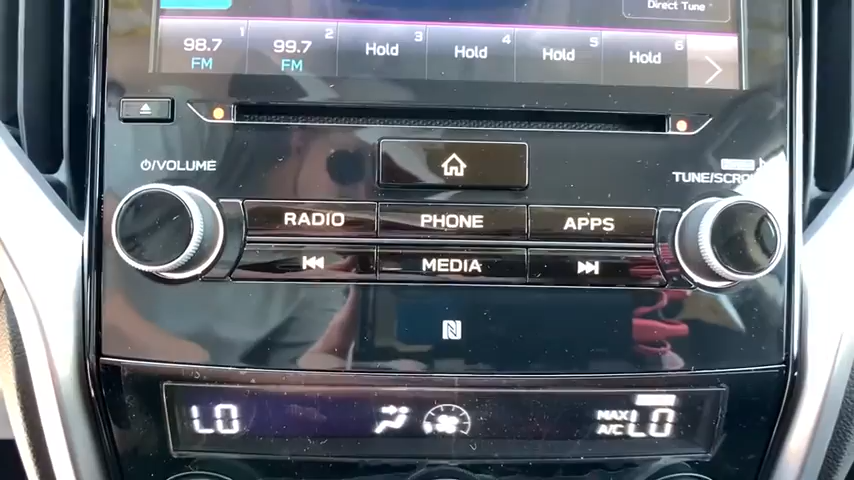 Direct Tune
98.7 1
FM
99.7 2
FM
Hold 3
Hold 4
Hold 5
Hold 6
VOLUME
TUNE/SCROLL
RADIO
PHONE
APPS
MEDIA
N
LO
MAX
A/C
LO